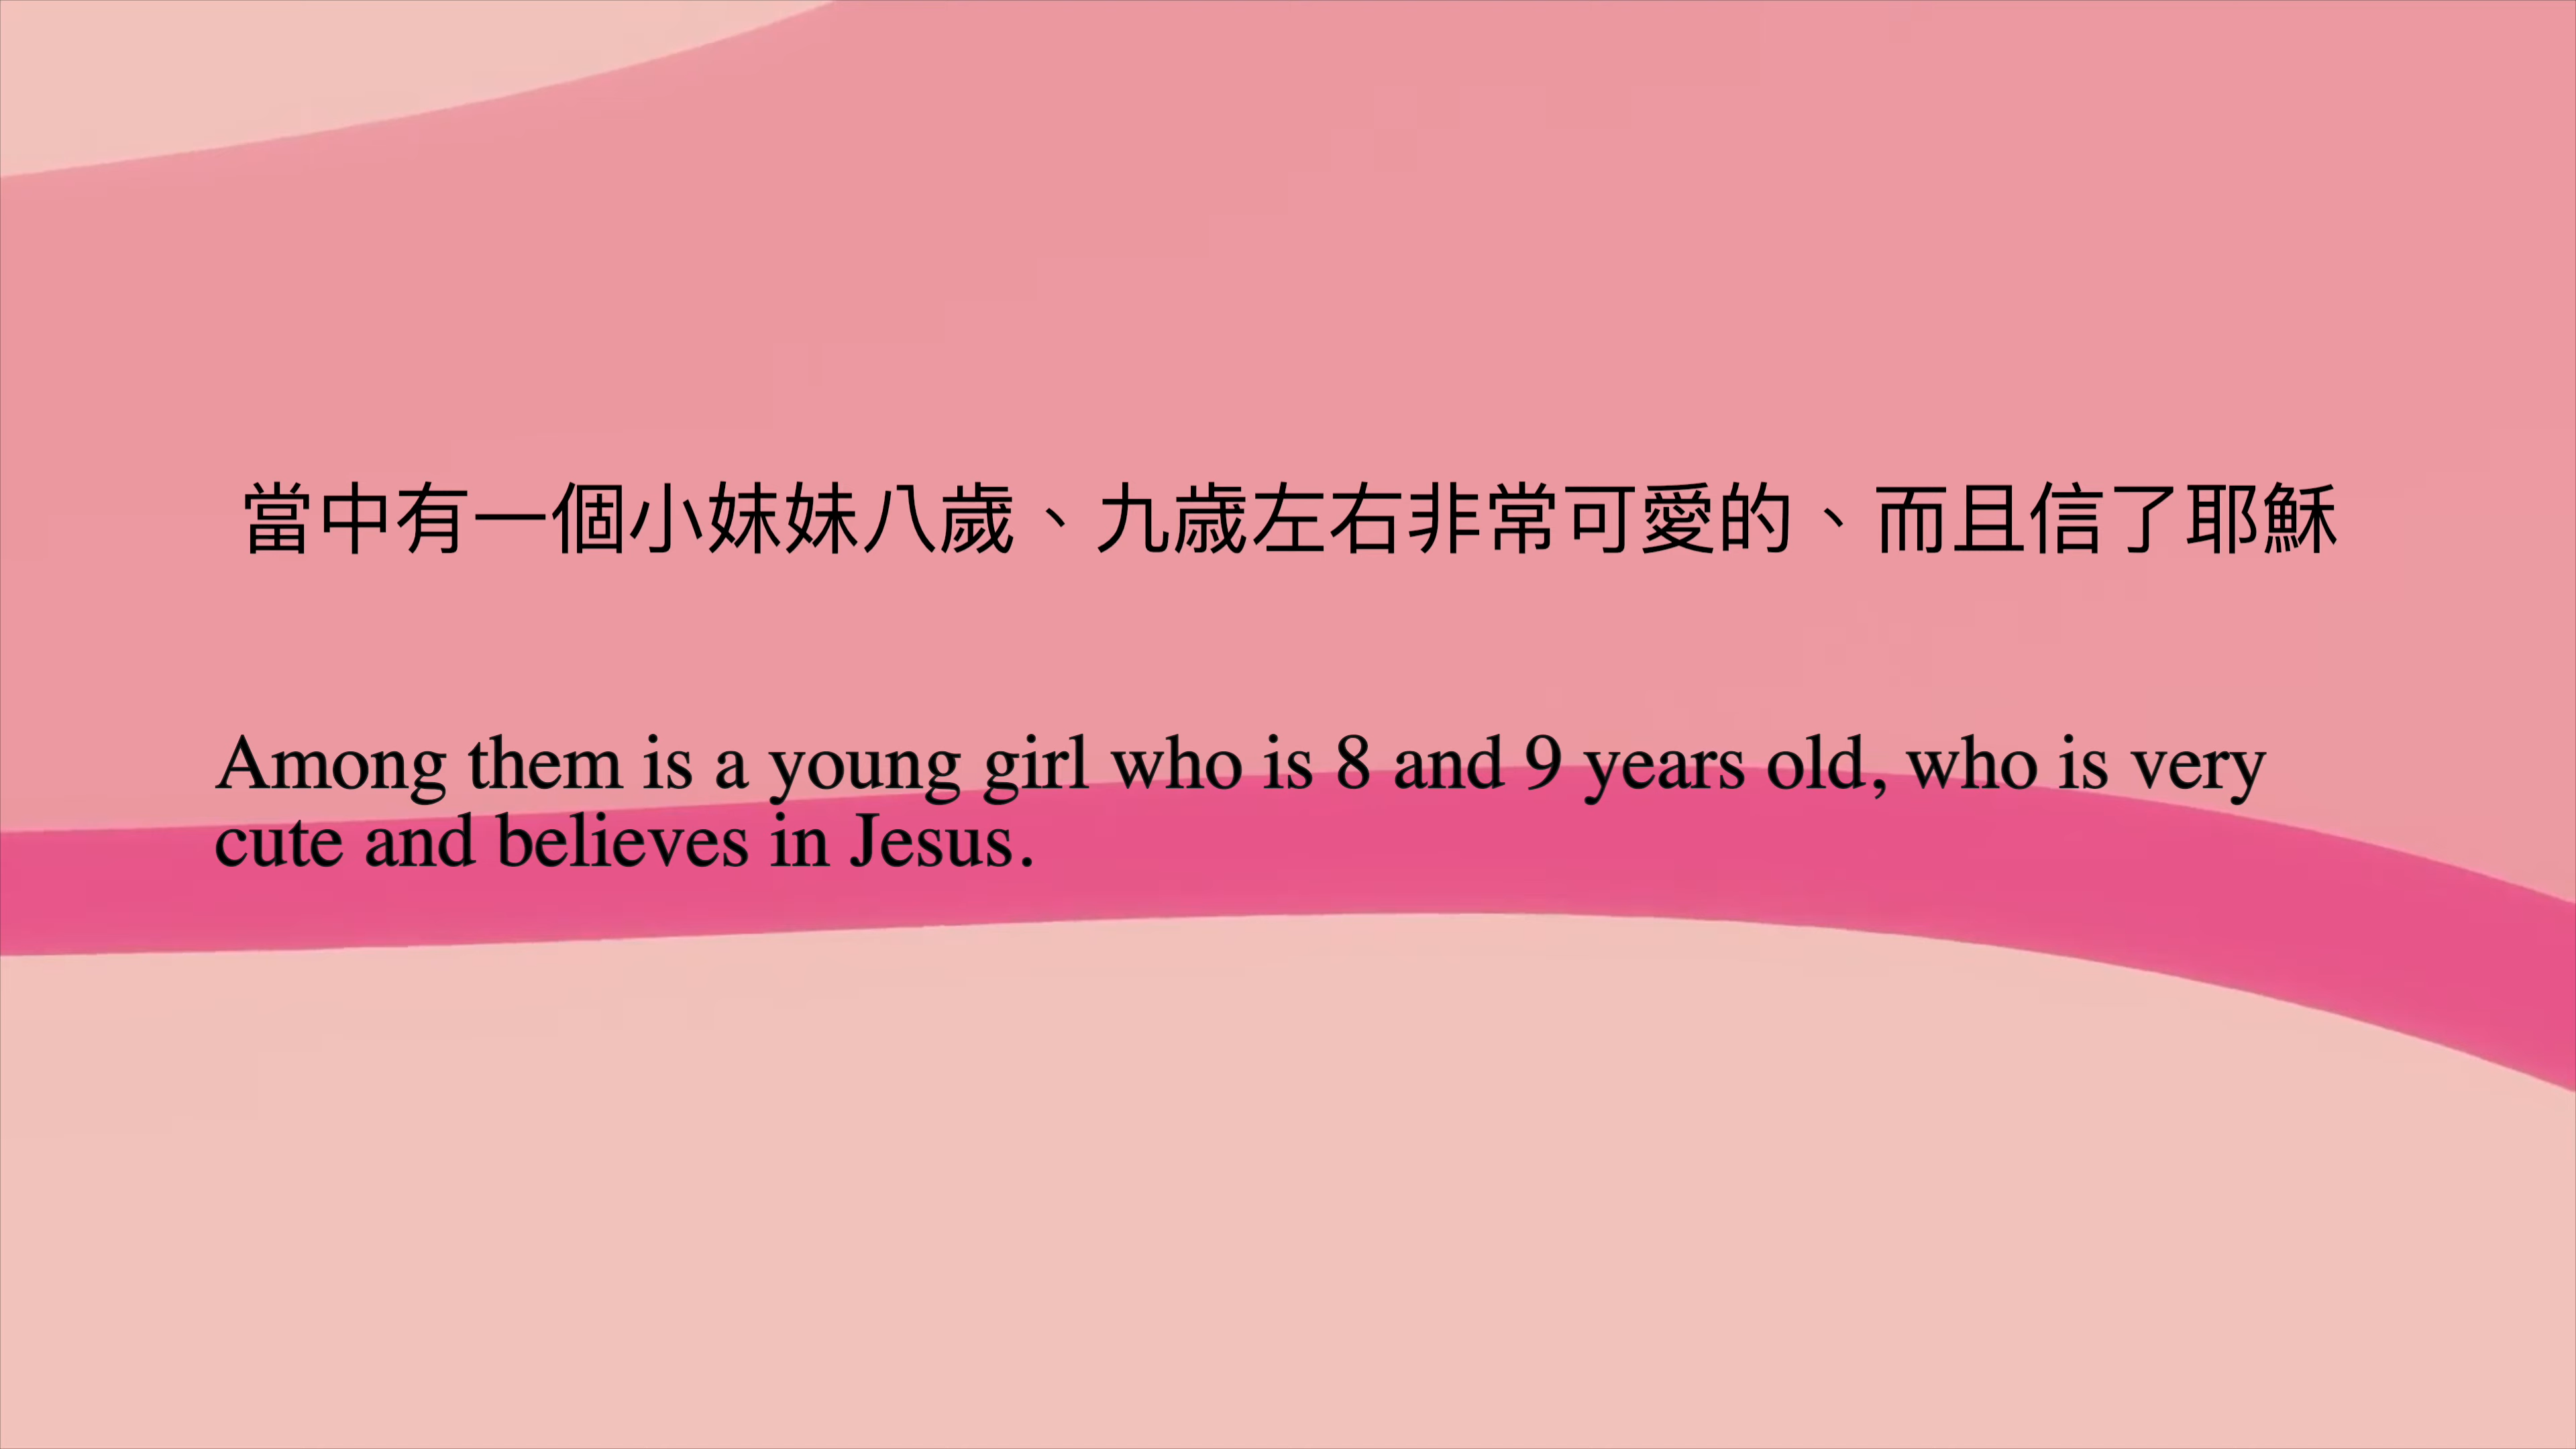 當中有一個小妹妹八歲、九歳左右非常可愛的、而且信了耶穌
Among them is a young girl who is 8 and 9 years old, who is very
cute and believes in Jesus.